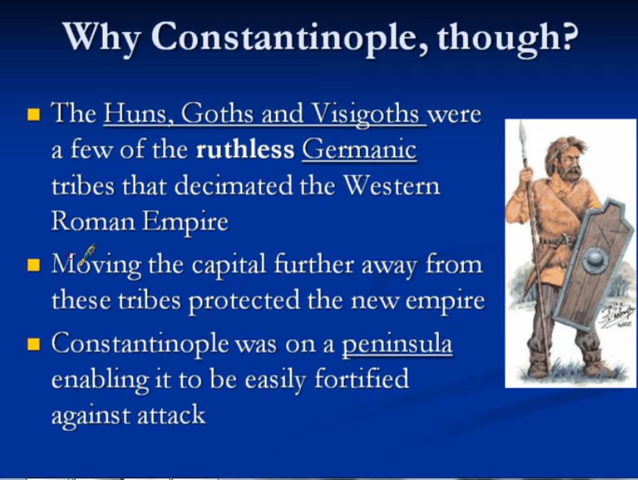 Why Constantinople, though?
The Huns, Goths and Visigoths were
a few of the ruthless Germanic
tribes that decimated the Western
Roman Empire
Moving the capital further away from
these tribes protected the new empire
Constantinople was on a peninsula
enabling it to be easily fortified
against attack